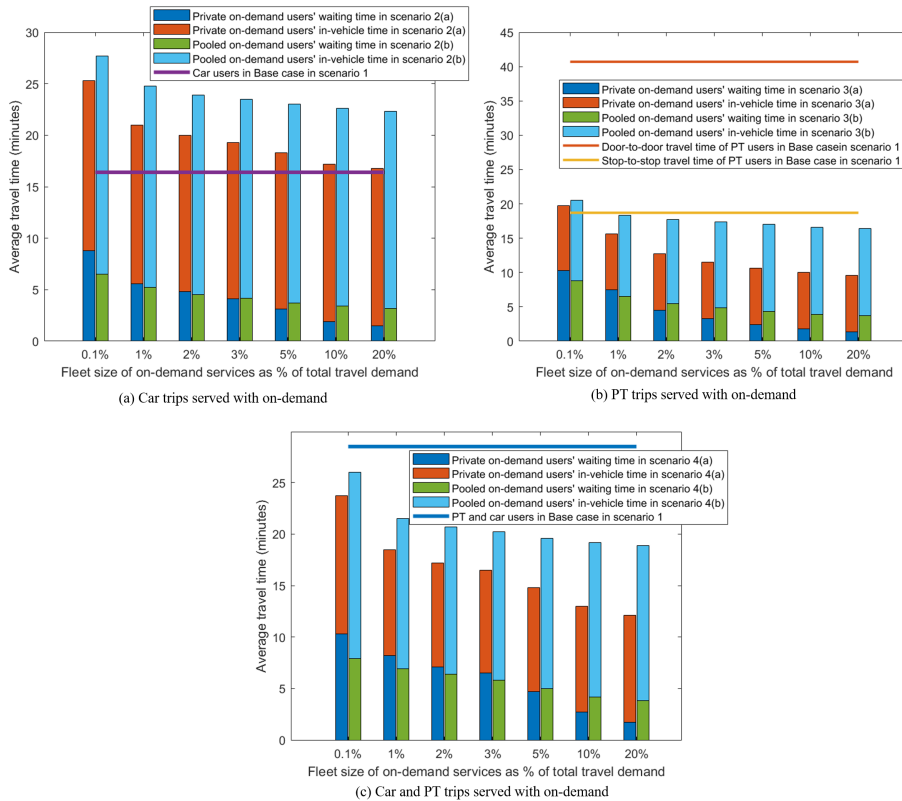 Private on-demand users' waiting time in scenario 2(a)
Private on-demand users' in-vehicle time in scenario 2(a)
Pooled on-demand users' waiting time in scenario 2(b)
Pooled on-demand users' in-vehicle time in scenario 2(b)
Car users in Base case in scenario 1
30
25
20
15
10
5
0
Average travel time (minutes)
0.1% 1% 2% 3% 5% 10% 20%
Fleet size of on-demand services as % of total travel demand
(a) Car trips served with on-demand
45
40
35
30
25
20
15
10
5
0
Average travel time (minutes)
Private on-demand users' waiting time in scenario 3(a)
Private on-demand users' in-vehicle time in scenario 3(a)
Pooled on-demand users' waiting time in scenario 3(b)
Pooled on-demand users' in-vehicle time in scenario 3(b)
Door-to-door travel time of PT users in Base casein scenario 1
Stop-to-stop travel time of PT users in Base case in scenario 1
0.1% 1% 2% 3% 5% 10% 20%
Fleet size of on-demand services as % of total travel demand
(b) PT trips served with on-demand
Private on-demand users' waiting time in scenario 4(a)
Private on-demand users' in-vehicle time in scenario 4(a)
Pooled on-demand users' waiting time in scenario 4(b)
Pooled on-demand users' in-vehicle time in scenario 4(b)
PT and car users in Base case in scenario 1
25
20
15
10
5
0
Average travel time (minutes)
0.1% 1% 2% 3% 5% 10% 20%
Fleet size of on-demand services as % of total travel demand
(c) Car and PT trips served with on-demand